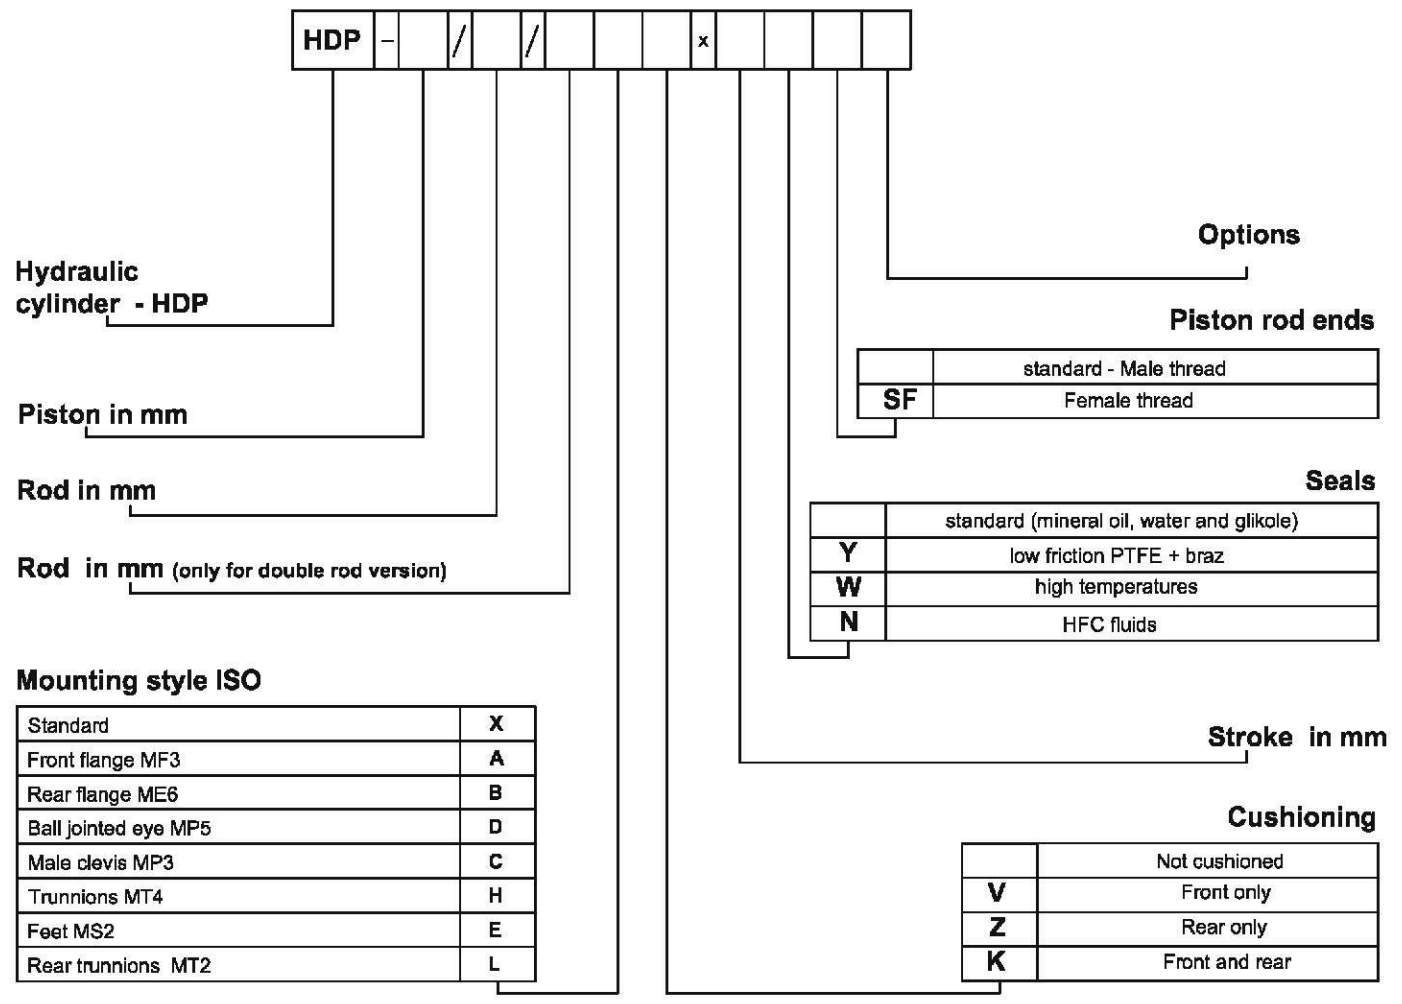 HDP – / / x
Hydraulic
cylinder - HDP
Piston in mm
Rod in mm
Rod in mm (only for double rod version)
Mounting style ISO
Standard X
Front flange MF3 A
Rear flange ME6 B
Ball jointed eye MP5 D
Male clevis MP3 C
Trunnions MT4 H
Feet MS2 E
Rear trunnions MT2 L
Options
Piston rod ends
standard - Male thread
SF Female thread
Seals
standard (mineral oil, water and glikole)
Y low friction PTFE + braz
W high temperatures
N HFC fluids
Stroke in mm
Cushioning
Not cushioned
V Front only
Z Rear only
K Front and rear